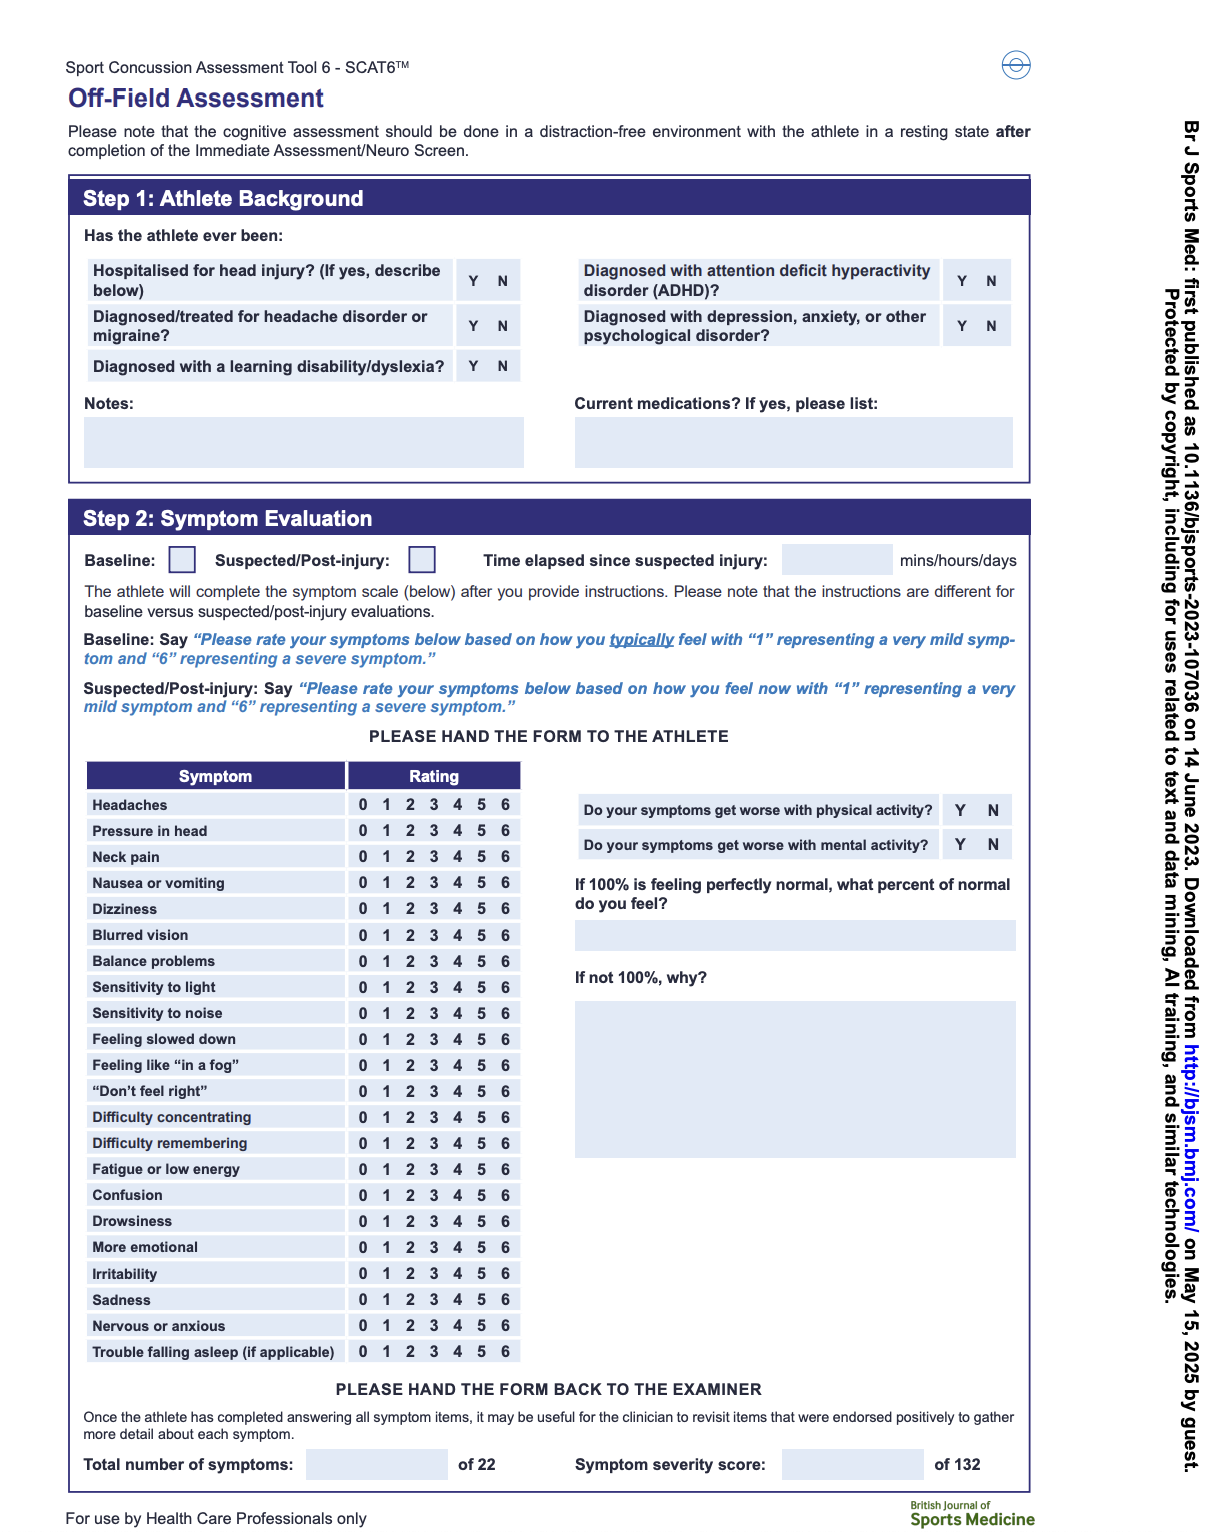 Sport Concussion Assessment Tool 6 - SCAT6™
Off-Field Assessment
Please note that the cognitive assessment should be done in a distraction-free environment with the athlete in a resting state after
completion of the Immediate Assessment/Neuro Screen.
Step 1: Athlete Background
Has the athlete ever been:
Hospitalised for head injury? (If yes, describe
below)
Y N
Diagnosed/treated for headache disorder or
migraine?
Y N
Diagnosed with a learning disability/dyslexia?
Y N
Diagnosed with attention deficit hyperactivity
disorder (ADHD)?
Y N
Diagnosed with depression, anxiety, or other
psychological disorder?
Y N
Notes:
Current medications? If yes, please list:
Step 2: Symptom Evaluation
Baseline: Suspected/Post-injury: Time elapsed since suspected injury: mins/hours/days
The athlete will complete the symptom scale (below) after you provide instructions. Please note that the instructions are different for
baseline versus suspected/post-injury evaluations.
Baseline: Say “Please rate your symptoms below based on how you typically feel with “1” representing a very mild symp-
tom and “6” representing a severe symptom.”
Suspected/Post-injury: Say “Please rate your symptoms below based on how you feel now with “1” representing a very
mild symptom and “6” representing a severe symptom.”
PLEASE HAND THE FORM TO THE ATHLETE
Symptom Rating
Headaches 0 1 2 3 4 5 6
Pressure in head 0 1 2 3 4 5 6
Neck pain 0 1 2 3 4 5 6
Nausea or vomiting 0 1 2 3 4 5 6
Dizziness 0 1 2 3 4 5 6
Blurred vision 0 1 2 3 4 5 6
Balance problems 0 1 2 3 4 5 6
Sensitivity to light 0 1 2 3 4 5 6
Sensitivity to noise 0 1 2 3 4 5 6
Feeling slowed down 0 1 2 3 4 5 6
Feeling like “in a fog” 0 1 2 3 4 5 6
“Don’t feel right” 0 1 2 3 4 5 6
Difficulty concentrating 0 1 2 3 4 5 6
Difficulty remembering 0 1 2 3 4 5 6
Fatigue or low energy 0 1 2 3 4 5 6
Confusion 0 1 2 3 4 5 6
Drowsiness 0 1 2 3 4 5 6
More emotional 0 1 2 3 4 5 6
Irritability 0 1 2 3 4 5 6
Sadness 0 1 2 3 4 5 6
Nervous or anxious 0 1 2 3 4 5 6
Trouble falling asleep (if applicable) 0 1 2 3 4 5 6
Do your symptoms get worse with physical activity? Y N
Do your symptoms get worse with mental activity? Y N
If 100% is feeling perfectly normal, what percent of normal
do you feel?
If not 100%, why?
PLEASE HAND THE FORM BACK TO THE EXAMINER
Once the athlete has completed answering all symptom items, it may be useful for the clinician to revisit items that were endorsed positively to gather
more detail about each symptom.
Total number of symptoms: of 22 Symptom severity score: of 132
For use by Health Care Professionals only
British Journal of
Sports Medicine
Br J Sports Med: first published as 10.1136/bjsports-2023-107036 on 14 June 2023. Downloaded from http://bjsm.bmj.com/ on May 15, 2025 by guest.
Protected by copyright, including for uses related to text and data mining, AI training, and similar technologies.